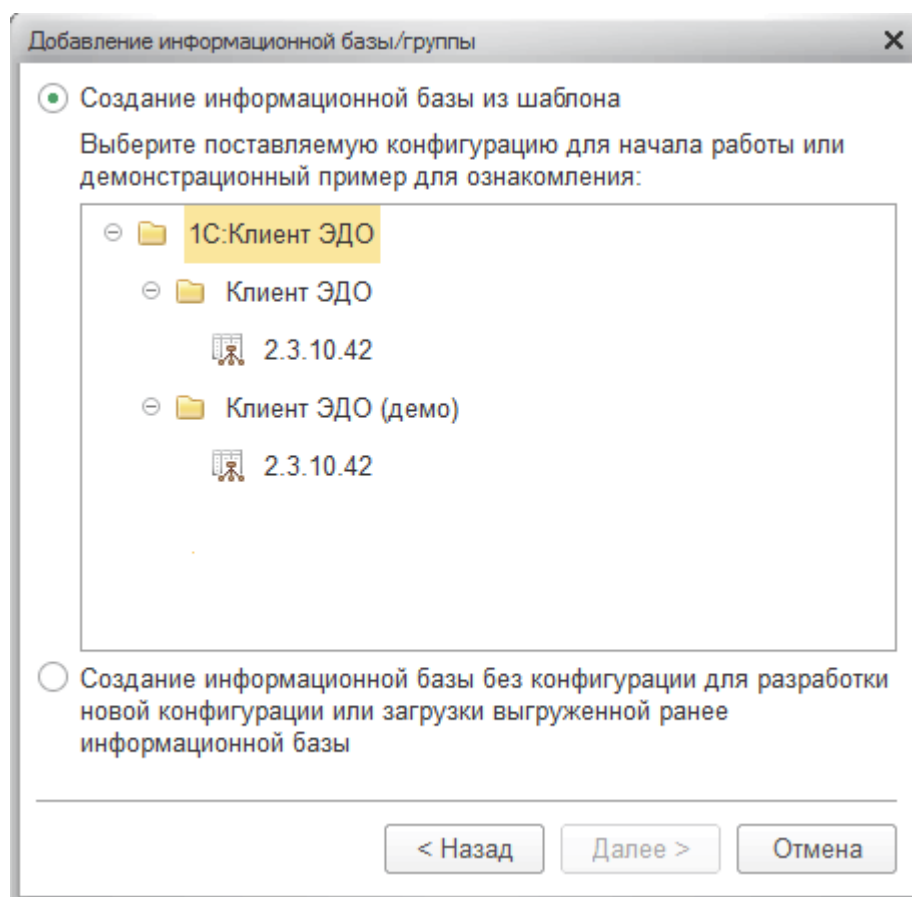 Добавление информационной базы/группы
Создание информационной базы из шаблона
Выберите поставляемую конфигурацию для начала работы или
демонстрационный пример для ознакомления:
1С:Клиент ЭДО
Клиент ЭДО
2.3.10.42
Клиент ЭДО (демо)
2.3.10.42
Создание информационной базы без конфигурации для разработки
новой конфигурации или загрузки выгруженной ранее
информационной базы
< Назад
Далее >
Отмена